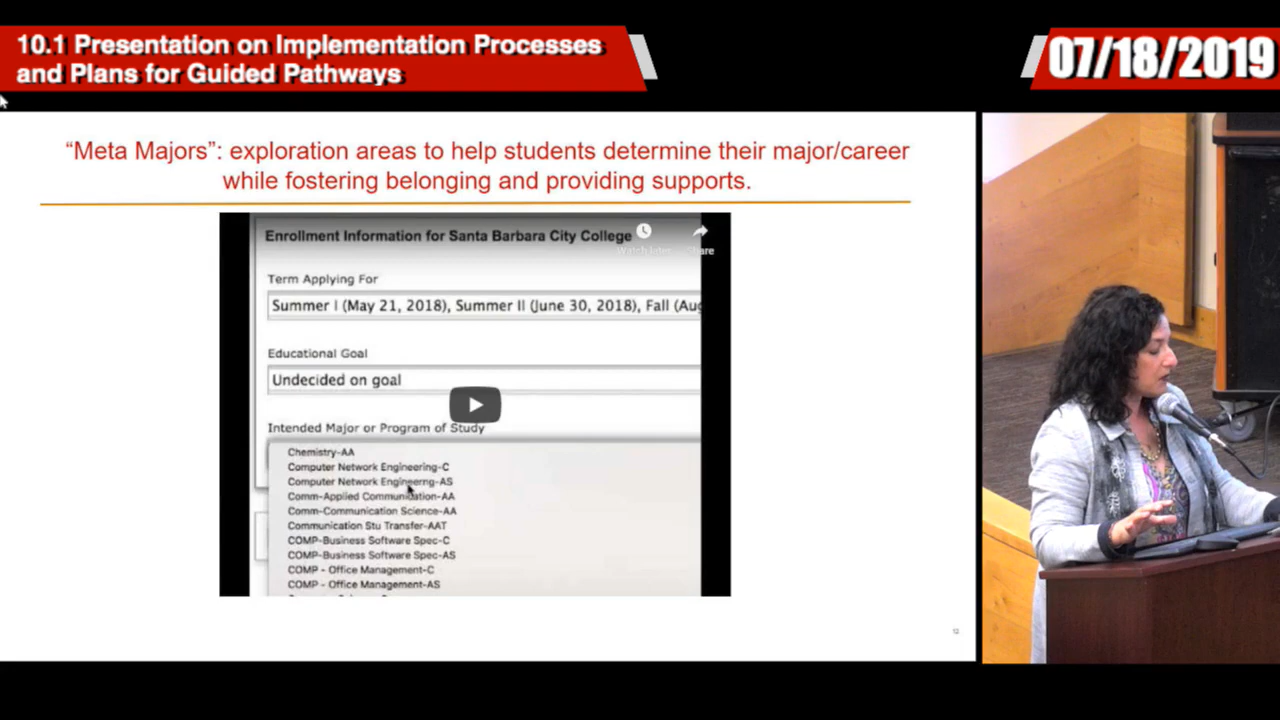 10.1 Presentation on Implementation Processes
and Plans for Guided Pathways
07/18/2019
“Meta Majors”: exploration areas to help students determine their major/career
while fostering belonging and providing supports.
Enrollment Information for Santa Barbara City College
Watch later
Share
Term Applying For
Summer I (May 21, 2018), Summer II (June 30, 2018), Fall (Aug
Educational Goal
Undecided on goal
Intended Major or Program of Study
Chemistry-AA
Computer Network Engineering-C
Computer Network Engineerng-AS
Comm-Applied Communication-AA
Comm-Communication Science-AA
Communication Stu Transfer-AAT
COMP-Business Software Spec-C
COMP-Business Software Spec-AS
COMP - Office Management-C
COMP - Office Management-AS
12